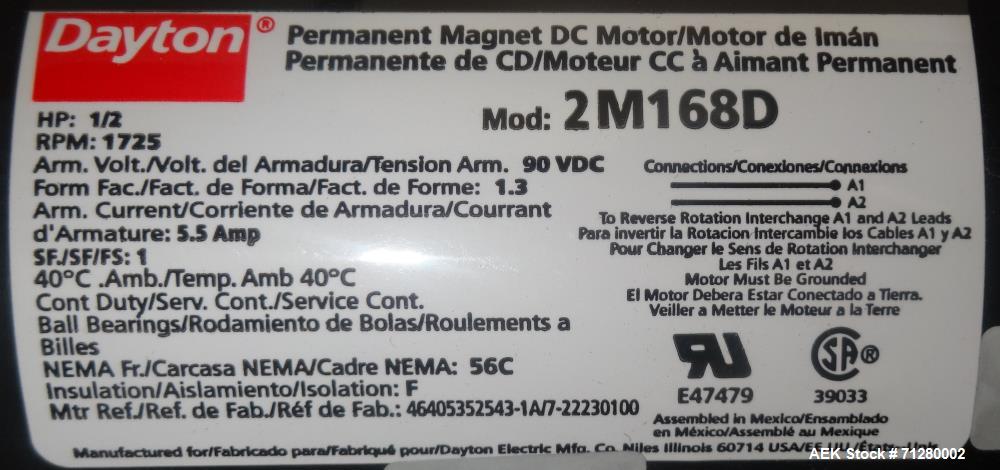 Dayton®
Permanent Magnet DC Motor/Motor de Imán
Permanente de CD/Moteur CC à Aimant Permanent
Mod: 2M168D
HP: 1/2
RPM: 1725
Arm. Volt./Volt. del Armadura/Tension Arm. 90 VDC
Form Fac./Fact. de Forma/Fact. de Forme: 1.3
Arm. Current/Corriente de Armadura/Courrant
d'Armature: 5.5 Amp
SF./SF/FS: 1
40°C .Amb./Temp. Amb 40°C
Cont Duty/Serv. Cont./Service Cont.
Ball Bearings/Rodamiento de Bolas/Roulements a
Billes
NEMA Fr./Carcasa NEMA/Cadre NEMA: 56C
Insulation/Aislamiento/Isolation: F
Mtr Ref./Ref. de Fab./Réf de Fab.: 46405352543-1A/7-22230100
Connections/Conexiones/Connexions
A1
A2
To Reverse Rotation Interchange A1 and A2 Leads
Para invertir la Rotacion Intercambie los Cables A1 y A2
Pour Changer le Sens de Rotation Interchanger
Les Fils A1 et A2
Motor Must Be Grounded
El Motor Debera Estar Conectado a Tierra.
Veiller a Metter le Moteur a la Terre
RU
E47479
SA®
39033
Assembled in Mexico/Ensamblado
en México/Assemblé au Mexique
Manufactured for/Fabricado para/Fabriqué pour/Dayton Electric Mfg. Co. Niles Illinois 60714 USA/EE.UU./États-Unis
AEK Stock # 71280002